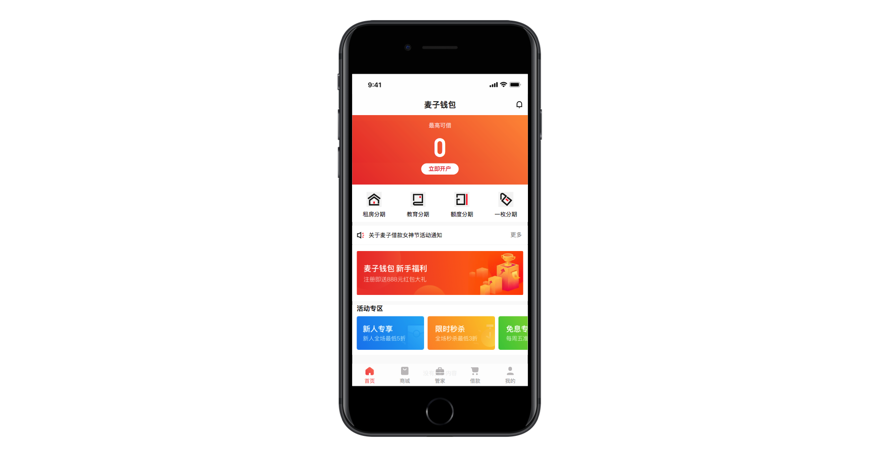 9:41
麦子钱包
最高可借
0
立即开户
租房分期
教育分期
额度分期
一枚分期
关于麦子借款女神节活动通知
更多
麦子钱包 新手福利
注册即送888元红包大礼
活动专区
新人专享
限时秒杀
免息专
新人全场最低5折
全场秒杀最低3折
每周五
首页
商城
管家
借款
我的